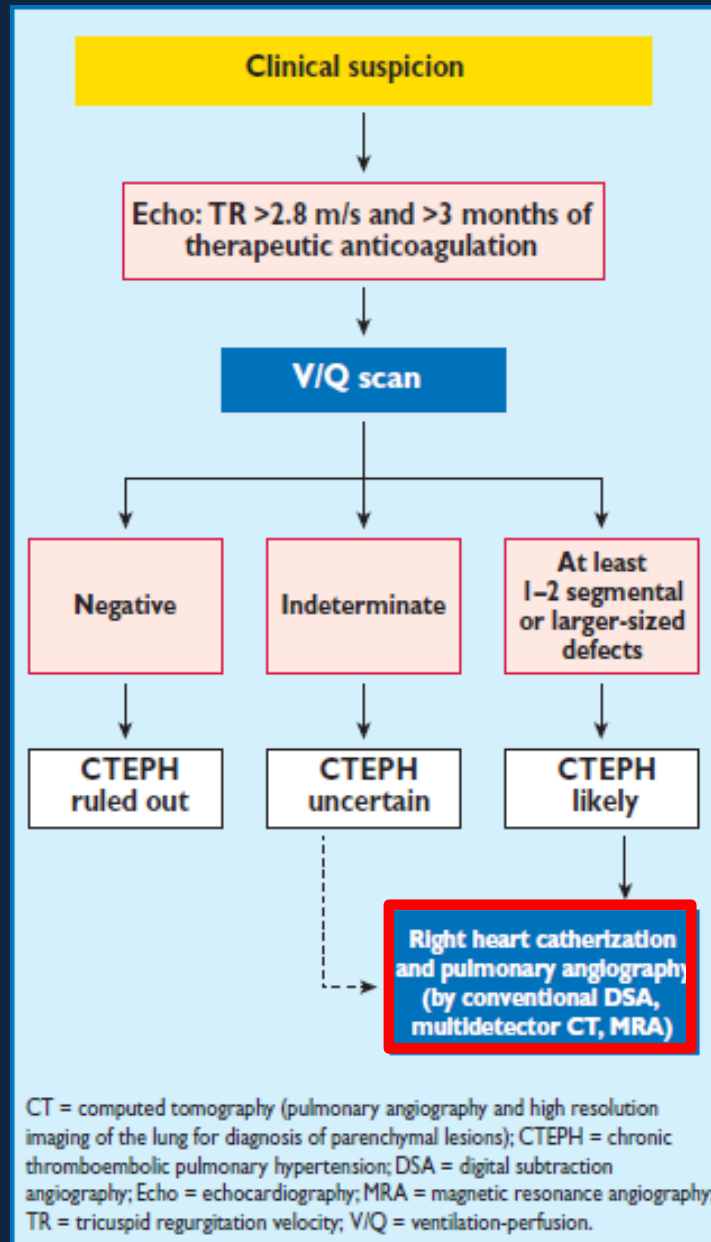 Clinical suspicion
Echo: TR >2.8 m/s and >3 months of
therapeutic anticoagulation
V/Q scan
Negative
Indeterminate
At least
1–2 segmental
or larger-sized
defects
CTEPH
ruled out
CTEPH
uncertain
CTEPH
likely
Right heart catherization
and pulmonary angiography
(by conventional DSA,
multidetector CT, MRA)
CT = computed tomography (pulmonary angiography and high resolution
imaging of the lung for diagnosis of parenchymal lesions); CTEPH = chronic
thromboembolic pulmonary hypertension; DSA = digital subtraction
angiography; Echo = echocardiography; MRA = magnetic resonance angiography;
TR = tricuspid regurgitation velocity; V/Q = ventilation-perfusion.